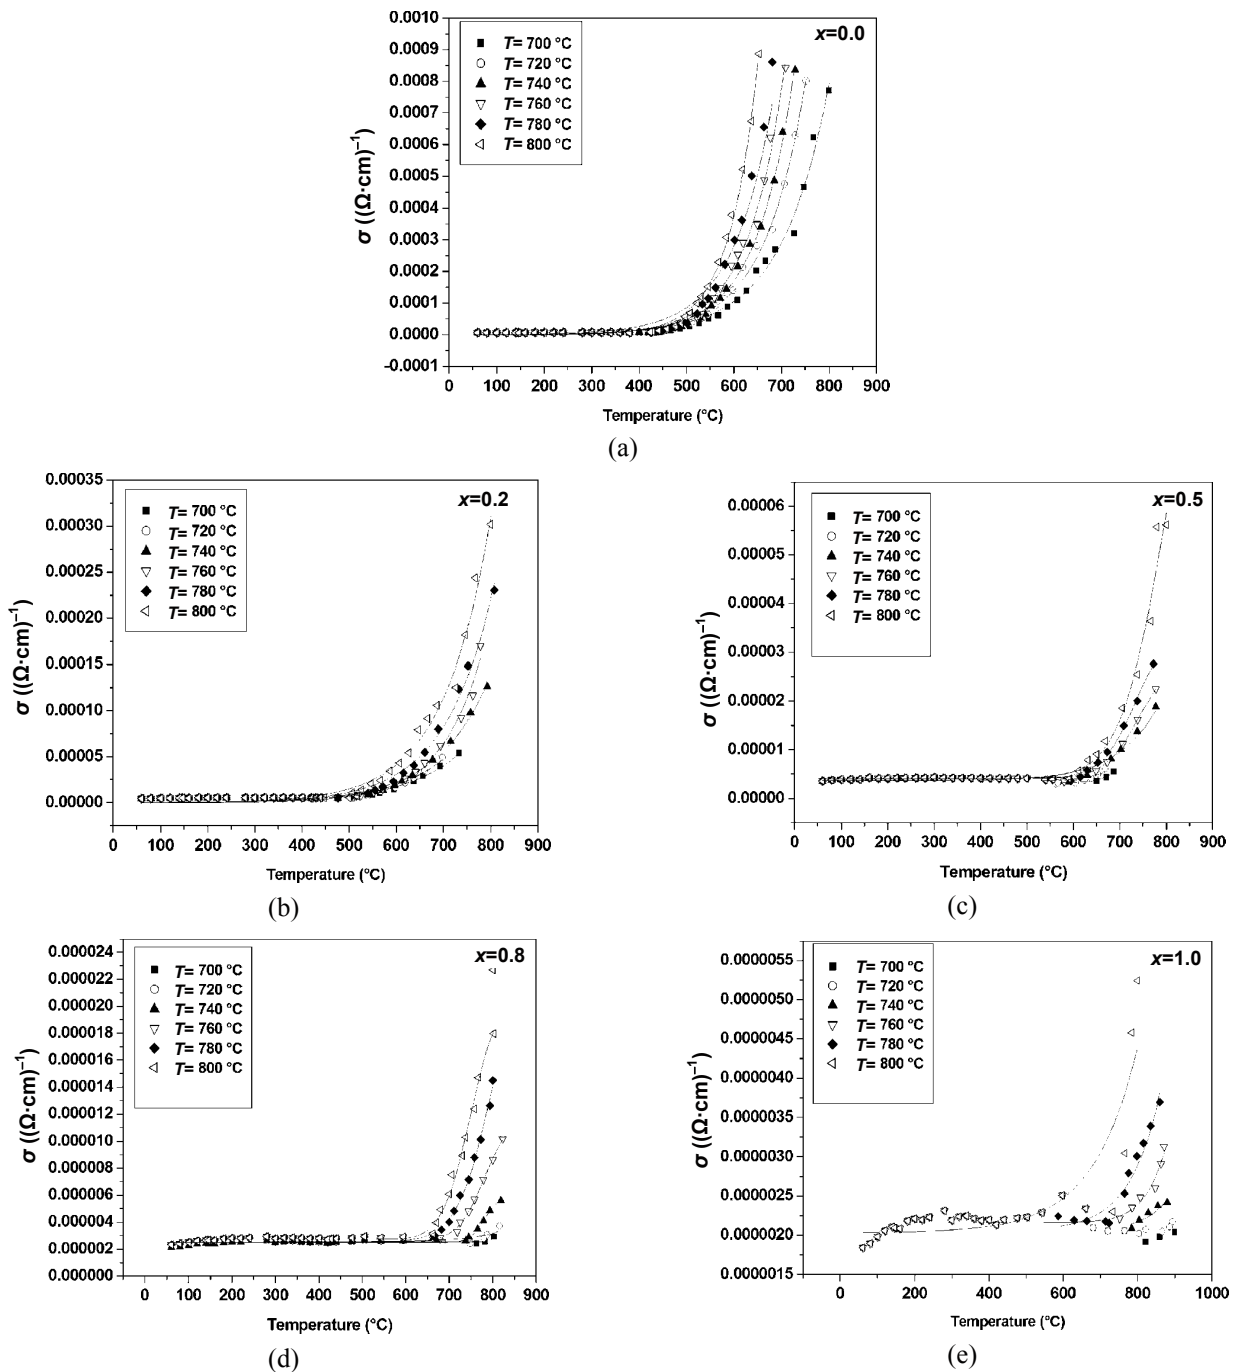 x=0.0
T= 700 °C
T= 720 °C
T= 740 °C
T= 760 °C
T= 780 °C
T= 800 °C
σ ((Ω·cm)⁻¹
0.0010
0.0009
0.0008
0.0007
0.0006
0.0005
0.0004
0.0003
0.0002
0.0001
0.0000
-0.0001
0 100 200 300 400 500 600 700 800 900
Temperature (°C)
(a)
x=0.2
T= 700 °C
T= 720 °C
T= 740 °C
T= 760 °C
T= 780 °C
T= 800 °C
σ ((Ω·cm)⁻¹
0.00035
0.00030
0.00025
0.00020
0.00015
0.00010
0.00005
0.00000
0 100 200 300 400 500 600 700 800 900
Temperature (°C)
(b)
x=0.5
T= 700 °C
T= 720 °C
T= 740 °C
T= 760 °C
T= 780 °C
T= 800 °C
σ ((Ω·cm)⁻¹
0.00006
0.00005
0.00004
0.00003
0.00002
0.00001
0.00000
0 100 200 300 400 500 600 700 800 900
Temperature (°C)
(c)
x=0.8
T= 700 °C
T= 720 °C
T= 740 °C
T= 760 °C
T= 780 °C
T= 800 °C
σ ((Ω·cm)⁻¹
0.000024
0.000022
0.000020
0.000018
0.000016
0.000014
0.000012
0.000010
0.000008
0.000006
0.000004
0.000002
0.000000
0 100 200 300 400 500 600 700 800 900
Temperature (°C)
(d)
x=1.0
T= 700 °C
T= 720 °C
T= 740 °C
T= 760 °C
T= 780 °C
T= 800 °C
σ ((Ω·cm)⁻¹
0.0000055
0.0000050
0.0000045
0.0000040
0.0000035
0.0000030
0.0000025
0.0000020
0.0000015
0 200 400 600 800 1000
Temperature (°C)
(e)